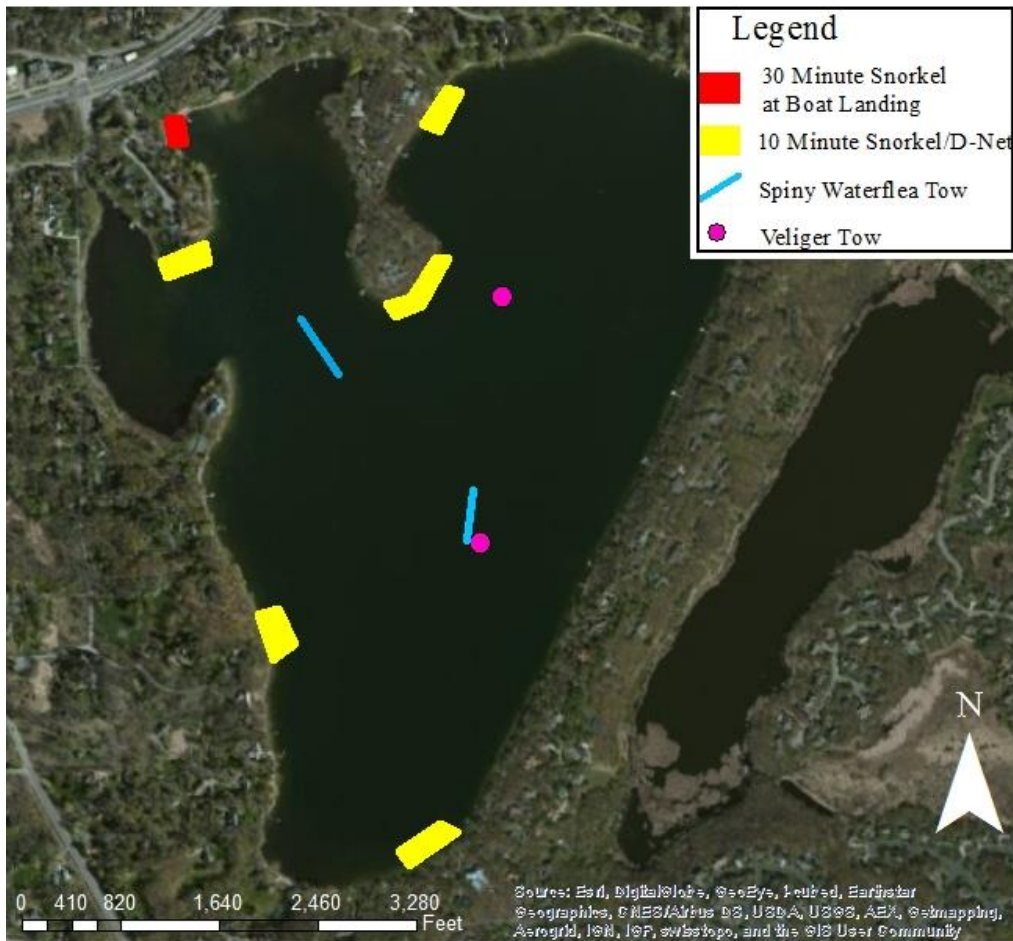 Legend
30 Minute Snorkel
at Boat Landing
10 Minute Snorkel/D-Net
Spiny Waterflea Tow
Veliger Tow
N
0 410 820 1,640 2,460 3,280
Feet
Source: Esri, DigitalGlobe, GeoEye, i-cubed, Earthstar
Geographics, CNES/Airbus DS, USDA, USGS, AEX, Getmapping,
Aerogrid, IGN, IGP, swisstopo, and the GIS User Community